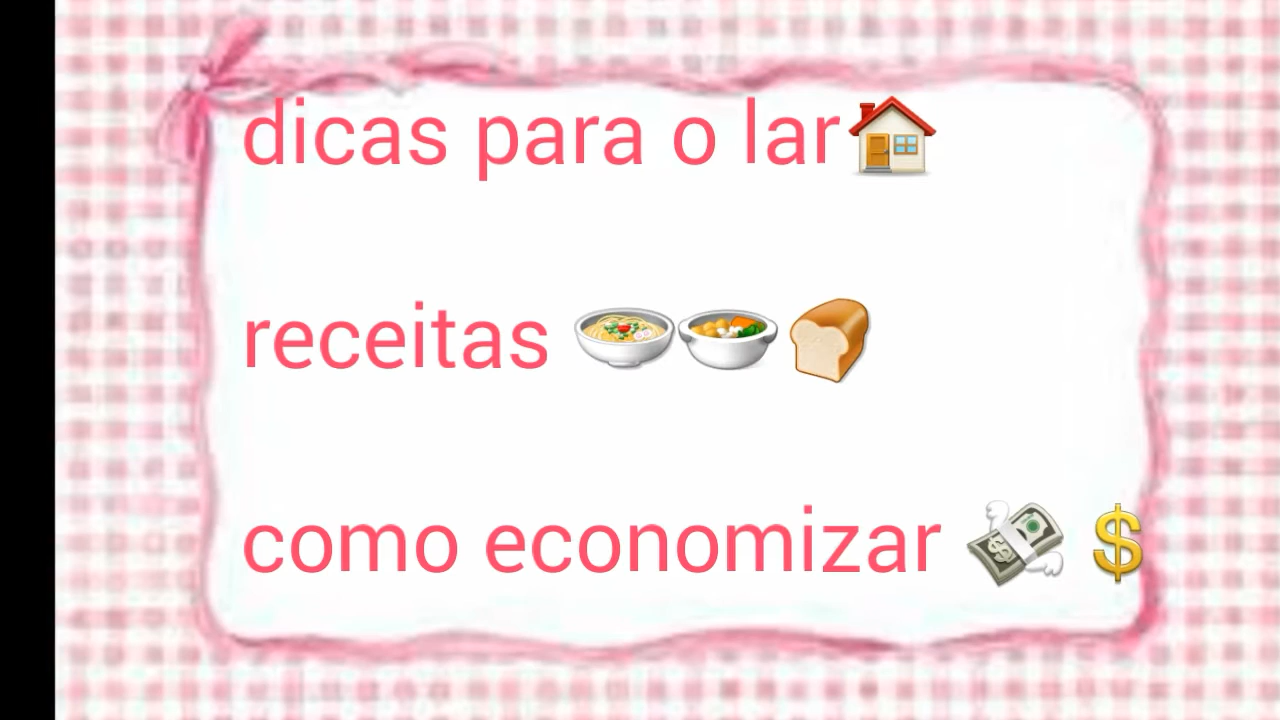 dicas para o lar🏠
receitas 🍜🍲🍞
como economizar 💸 💲